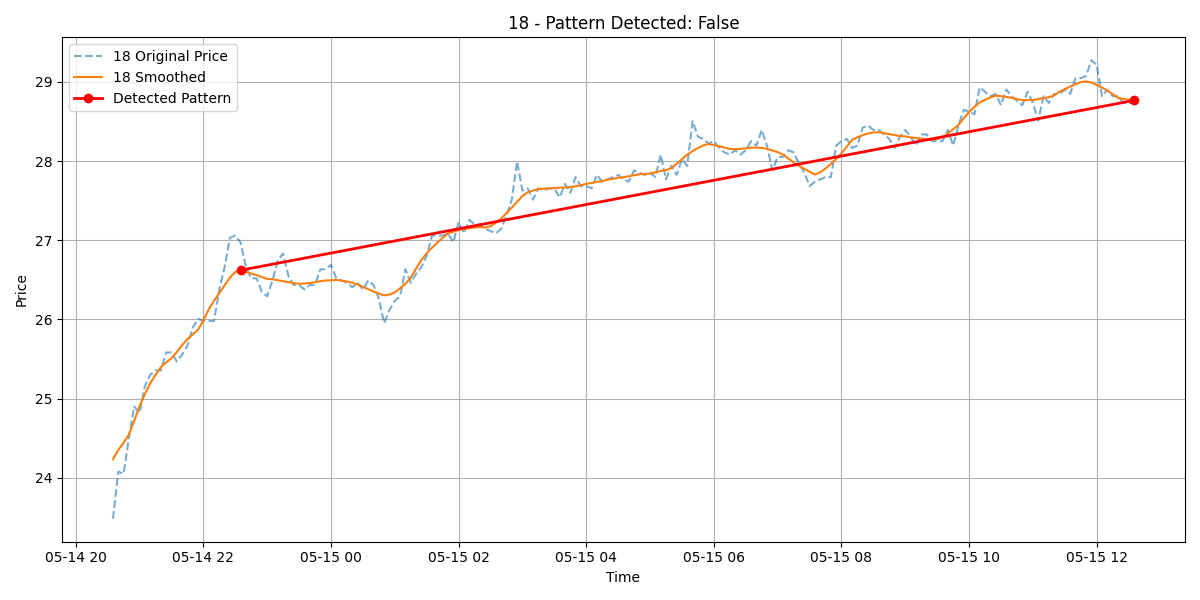 18 - Pattern Detected: False
18 Original Price
18 Smoothed
Detected Pattern
Price
29
28
27
26
25
24
05-14 20 05-14 22 05-15 00 05-15 02 05-15 04 05-15 06 05-15 08 05-15 10 05-15 12
Time